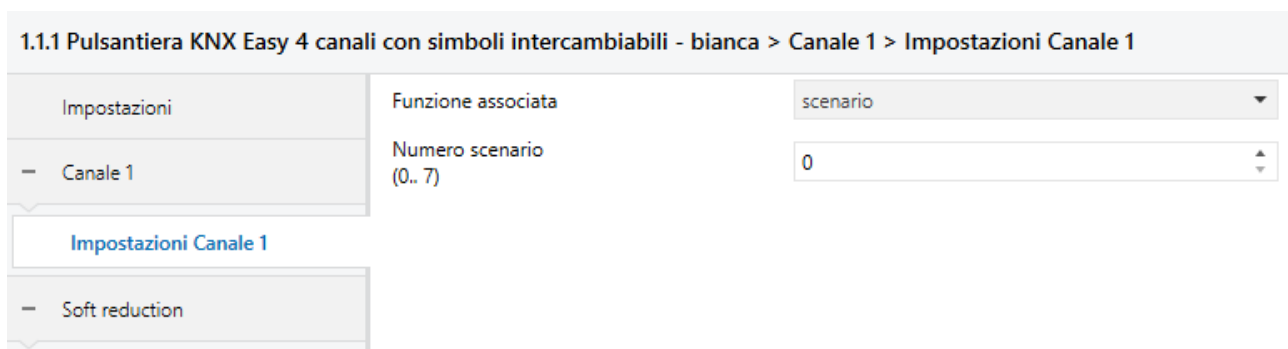 1.1.1 Pulsantiera KNX Easy 4 canali con simboli intercambiabili - bianca > Canale 1 > Impostazioni Canale 1
Impostazioni
Funzione associata
scenario
Numero scenario
(0.. 7)
0
− Canale 1
Impostazioni Canale 1
− Soft reduction